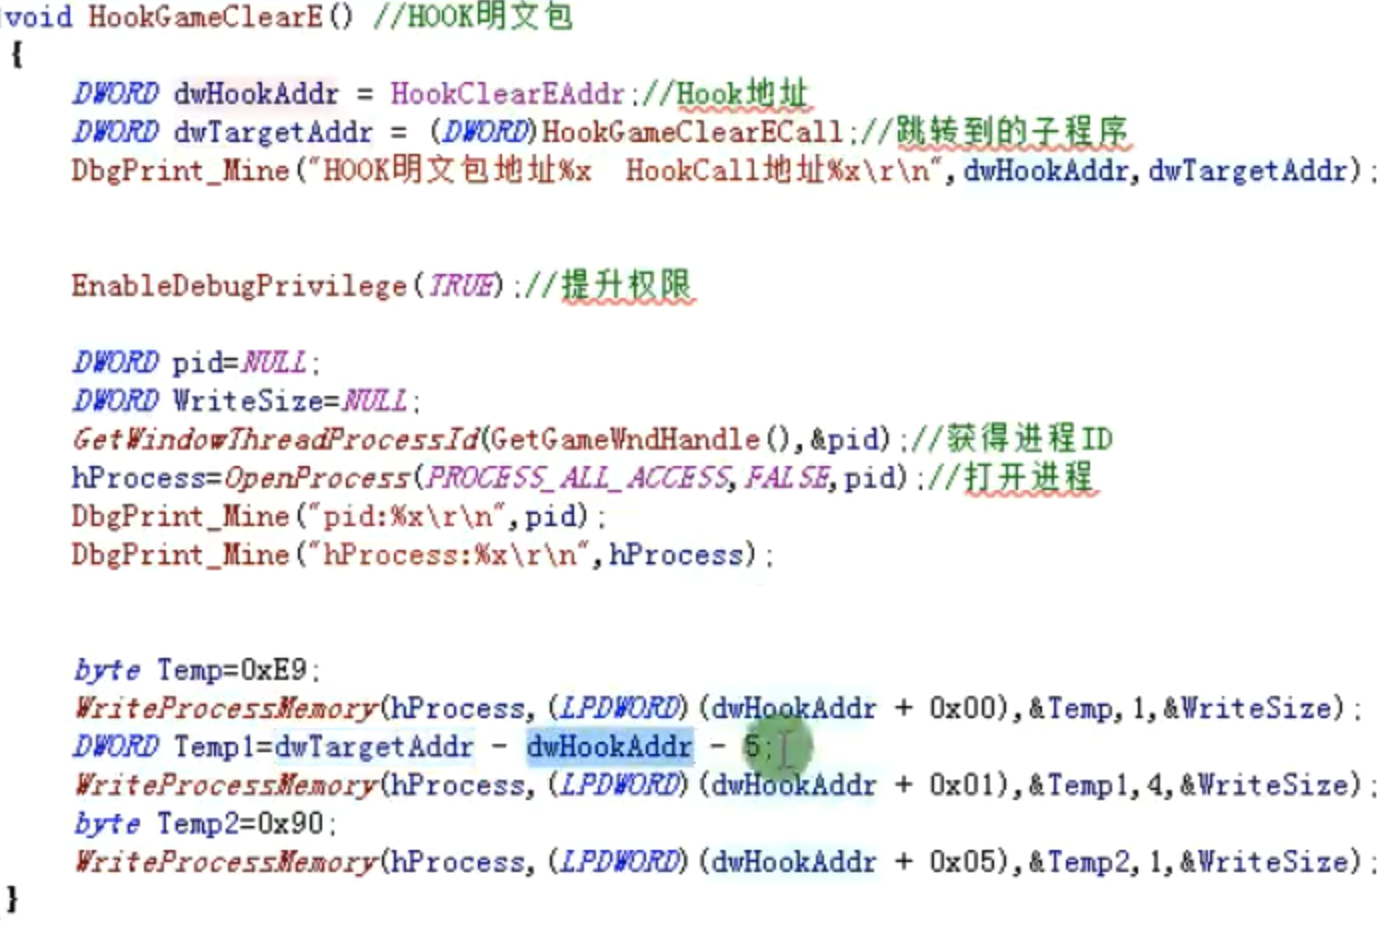 void HookGameClearE() //HOOK明文包
{
DWORD dwHookAddr = HookClearEAddr;//Hook地址
DWORD dwTargetAddr = (DWORD)HookGameClearECall;//跳转到的子程序
DbgPrint_Mine("HOOK明文包地址%x  HookCall地址%x\r\n",dwHookAddr,dwTargetAddr);
EnableDebugPrivilege(TRUE);//提升权限
DWORD pid=NULL;
DWORD WriteSize=NULL;
GetWindowThreadProcessId(GetGameWndHandle(),&pid);//获得进程ID
hProcess=OpenProcess(PROCESS_ALL_ACCESS,FALSE,pid);//打开进程
DbgPrint_Mine("pid:%x\r\n",pid);
DbgPrint_Mine("hProcess:%x\r\n",hProcess);
byte Temp=0xE9;
WriteProcessMemory(hProcess,(LPDWORD)(dwHookAddr + 0x00),&Temp,1,&WriteSize);
DWORD Temp1=dwTargetAddr - dwHookAddr - 5;
WriteProcessMemory(hProcess,(LPDWORD)(dwHookAddr + 0x01),&Temp1,4,&WriteSize);
byte Temp2=0x90;
WriteProcessMemory(hProcess,(LPDWORD)(dwHookAddr + 0x05),&Temp2,1,&WriteSize);
}